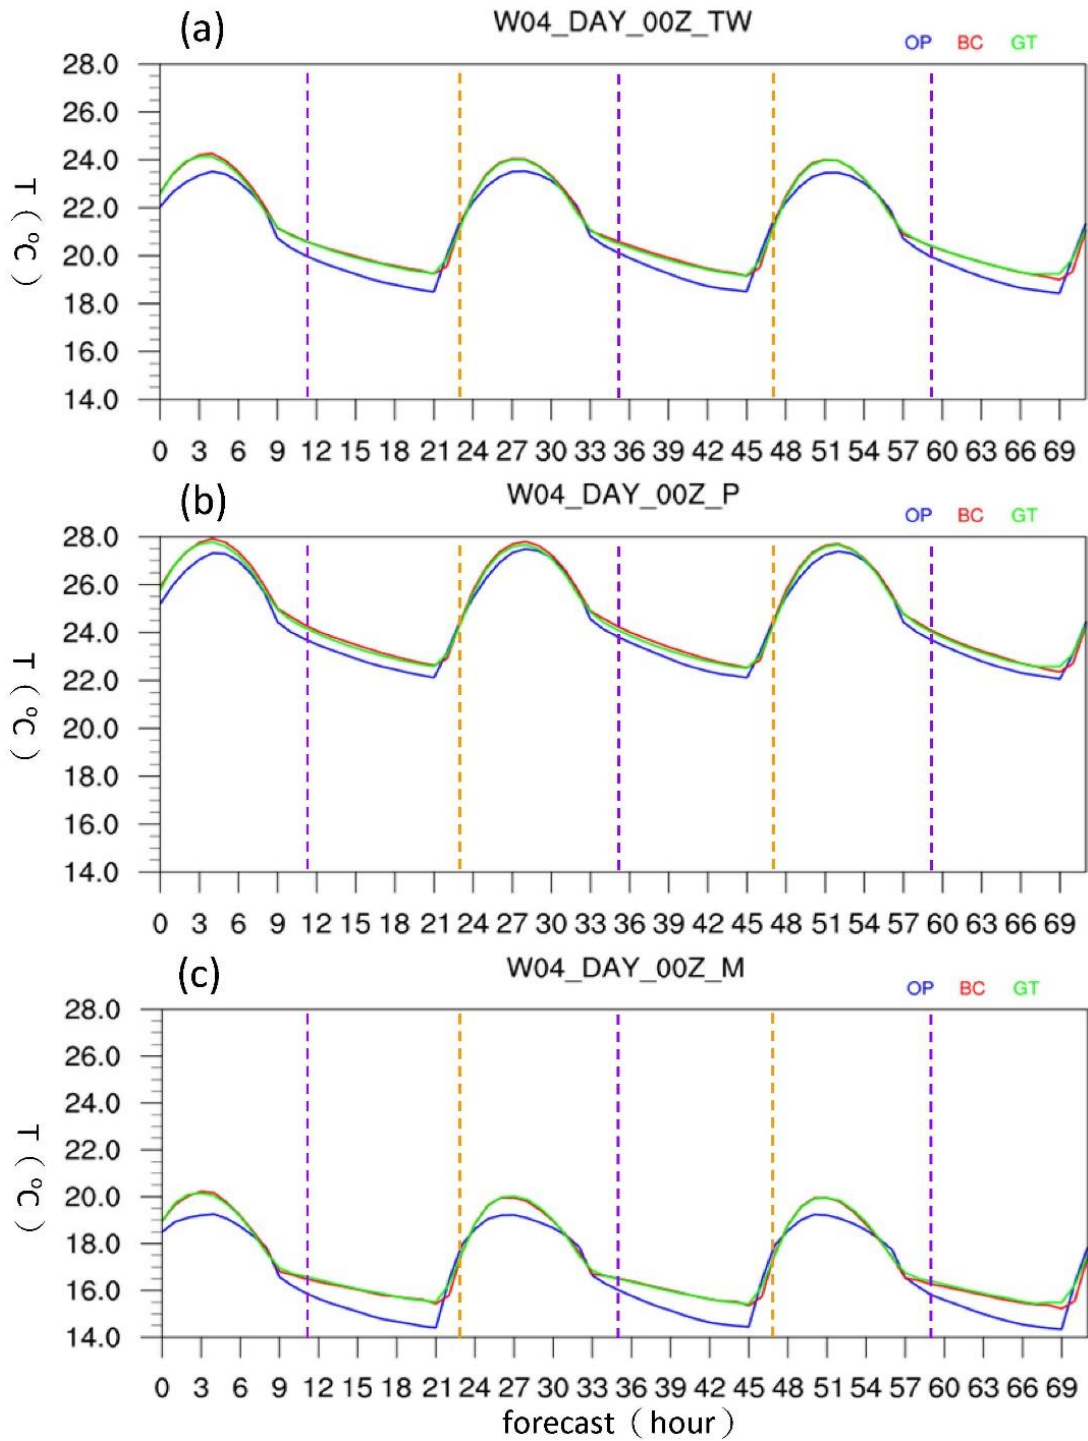 (a) W04_DAY_00Z_TW
OP BC GT
28.0
26.0
24.0
22.0
20.0
18.0
16.0
14.0
T (℃)
0 3 6 9 12 15 18 21 24 27 30 33 36 39 42 45 48 51 54 57 60 63 66 69
(b) W04_DAY_00Z_P
OP BC GT
28.0
26.0
24.0
22.0
20.0
18.0
16.0
14.0
T (℃)
0 3 6 9 12 15 18 21 24 27 30 33 36 39 42 45 48 51 54 57 60 63 66 69
(c) W04_DAY_00Z_M
OP BC GT
28.0
26.0
24.0
22.0
20.0
18.0
16.0
14.0
T (℃)
0 3 6 9 12 15 18 21 24 27 30 33 36 39 42 45 48 51 54 57 60 63 66 69
forecast (hour)